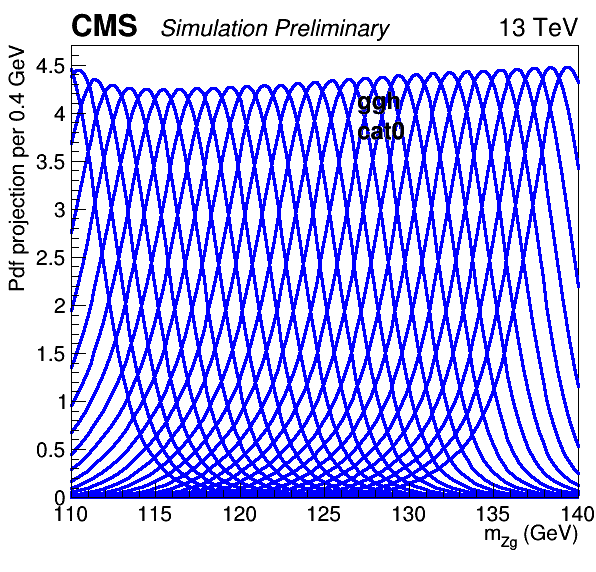 CMS Simulation Preliminary 13 TeV
Pdf projection per 0.4 GeV
4.5
4
3.5
3
2.5
2
1.5
1
0.5
0
ggh
cat0
110 115 120 125 130 135 140
m_Zg (GeV)